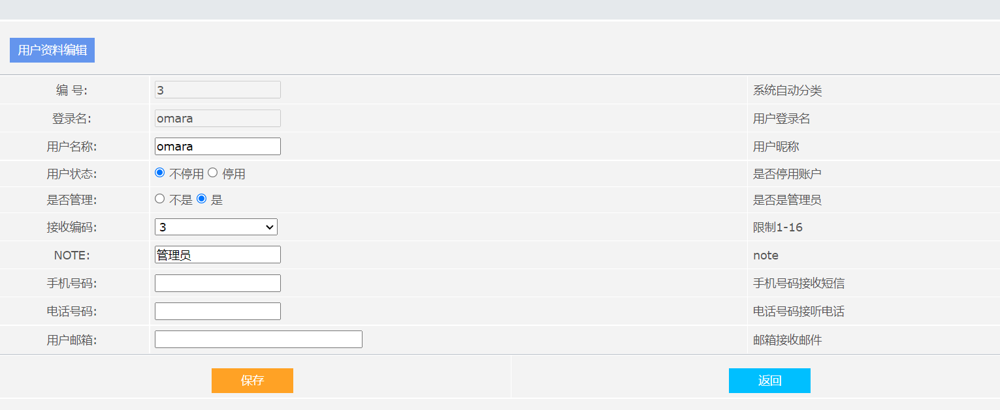 用户资料编辑
编 号: 3 系统自动分类
登录名: omara 用户登录名
用户名称: omara 用户昵称
用户状态: 不停用 停用 是否停用账户
是否管理: 不是 是 是否是管理员
接收编码: 3 限制1-16
NOTE: 管理员 note
手机号码: 手机号码接收短信
电话号码: 电话号码接听电话
用户邮箱: 邮箱接收邮件
保存 返回